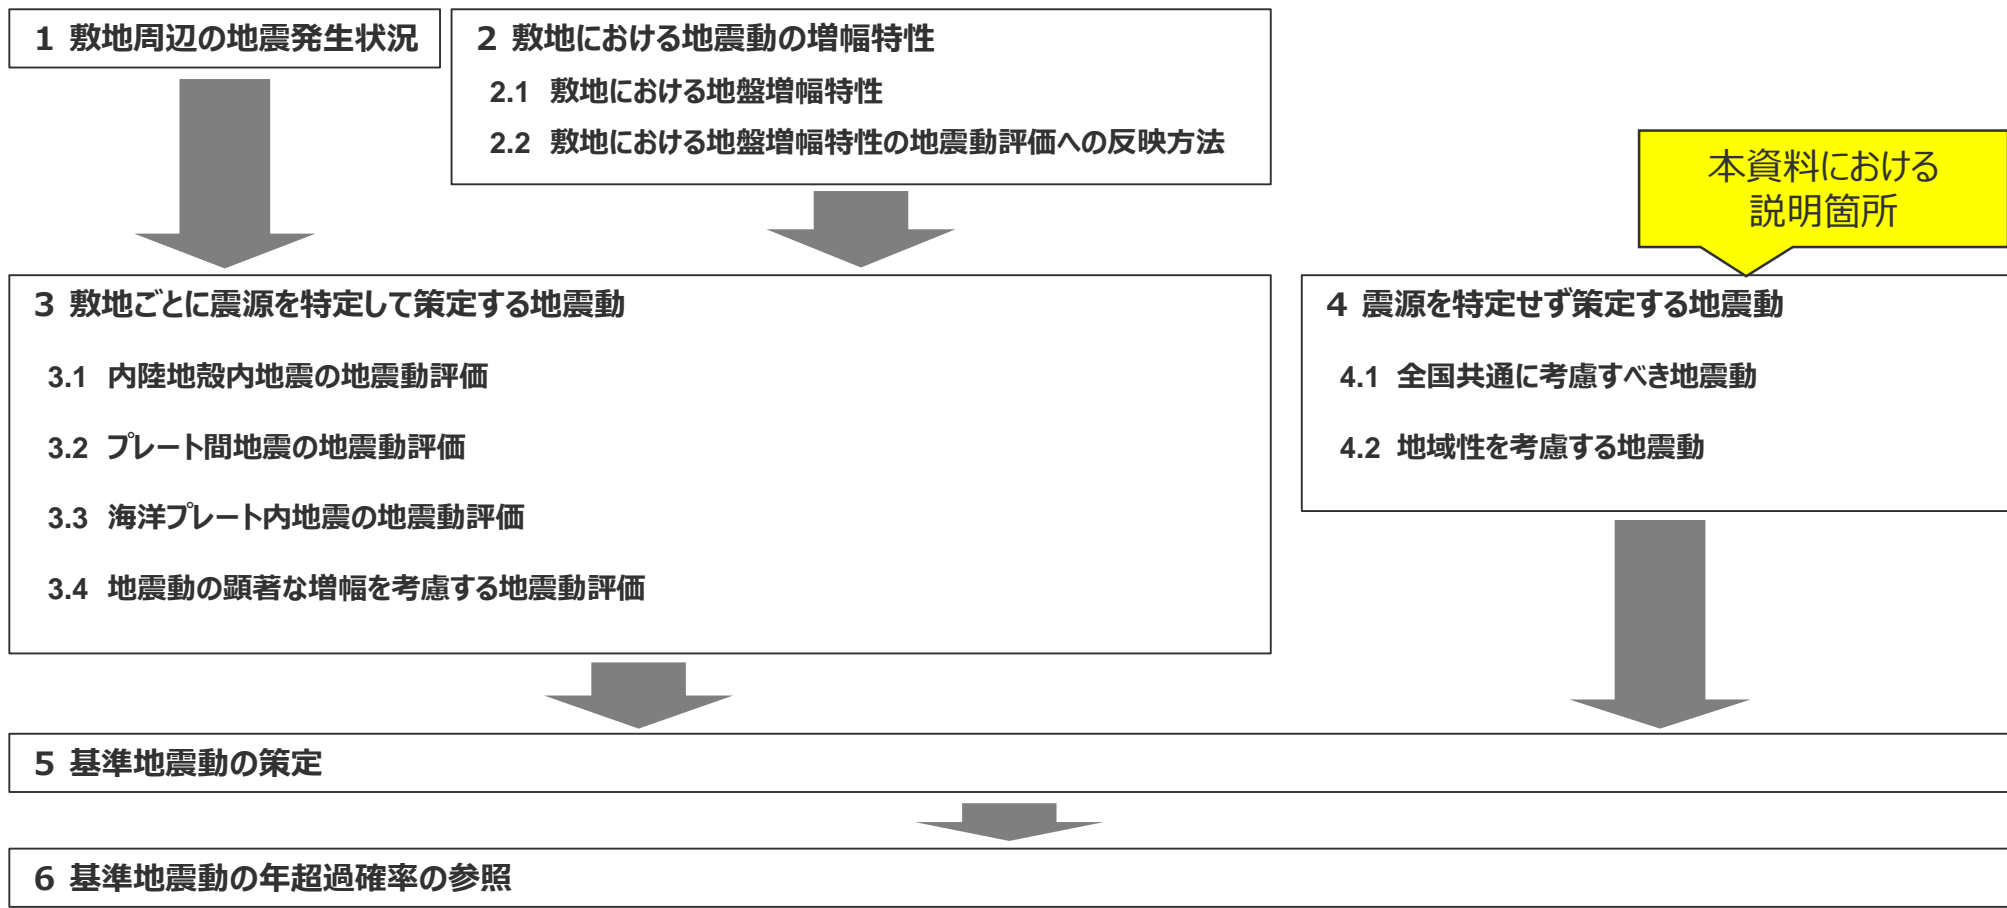 1 敷地周辺の地震発生状況
2 敷地における地震動の増幅特性
2.1 敷地における地盤増幅特性
2.2 敷地における地盤増幅特性の地震動評価への反映方法
本資料における
説明箇所
3 敷地ごとに震源を特定して策定する地震動
3.1 内陸地殻内地震の地震動評価
3.2 プレート間地震の地震動評価
3.3 海洋プレート内地震の地震動評価
3.4 地震動の顕著な増幅を考慮する地震動評価
4 震源を特定せず策定する地震動
4.1 全国共通に考慮すべき地震動
4.2 地域性を考慮する地震動
5 基準地震動の策定
6 基準地震動の年超過確率の参照